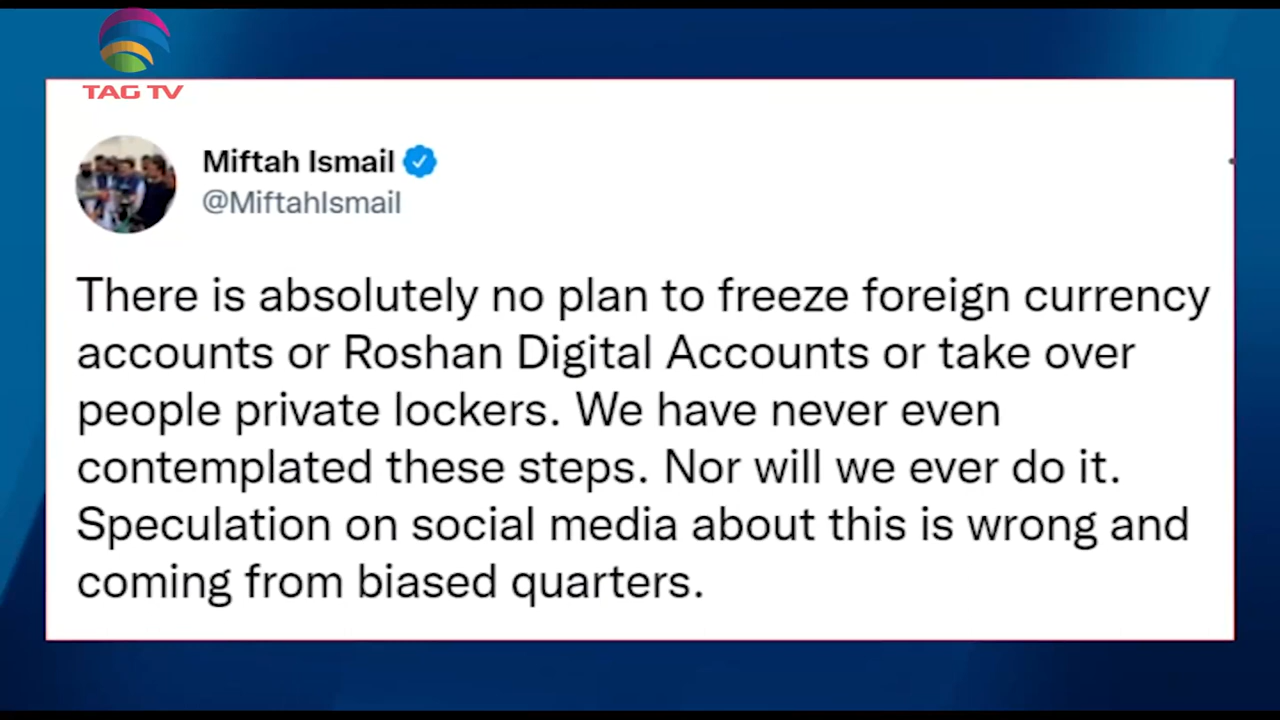 TAG TV
Miftah Ismail
@MiftahIsmail
There is absolutely no plan to freeze foreign currency
accounts or Roshan Digital Accounts or take over
people private lockers. We have never even
contemplated these steps. Nor will we ever do it.
Speculation on social media about this is wrong and
coming from biased quarters.